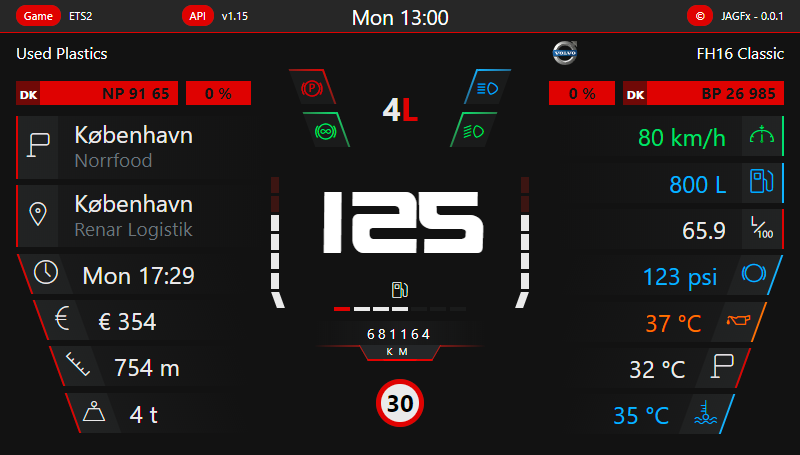 Game ETS2 API v1.15 Mon 13:00 © JAGFx - 0.0.1
Used Plastics
VOLVO FH16 Classic
DK NP 91 65 0 %
0 % DK BP 26 985
4L
København
Norrfood
København
Renar Logistik
Mon 17:29
€ 354
754 m
4 t
125
681164
KM
30
80 km/h
800 L
65.9 L/100
123 psi
37 °C
32 °C
35 °C